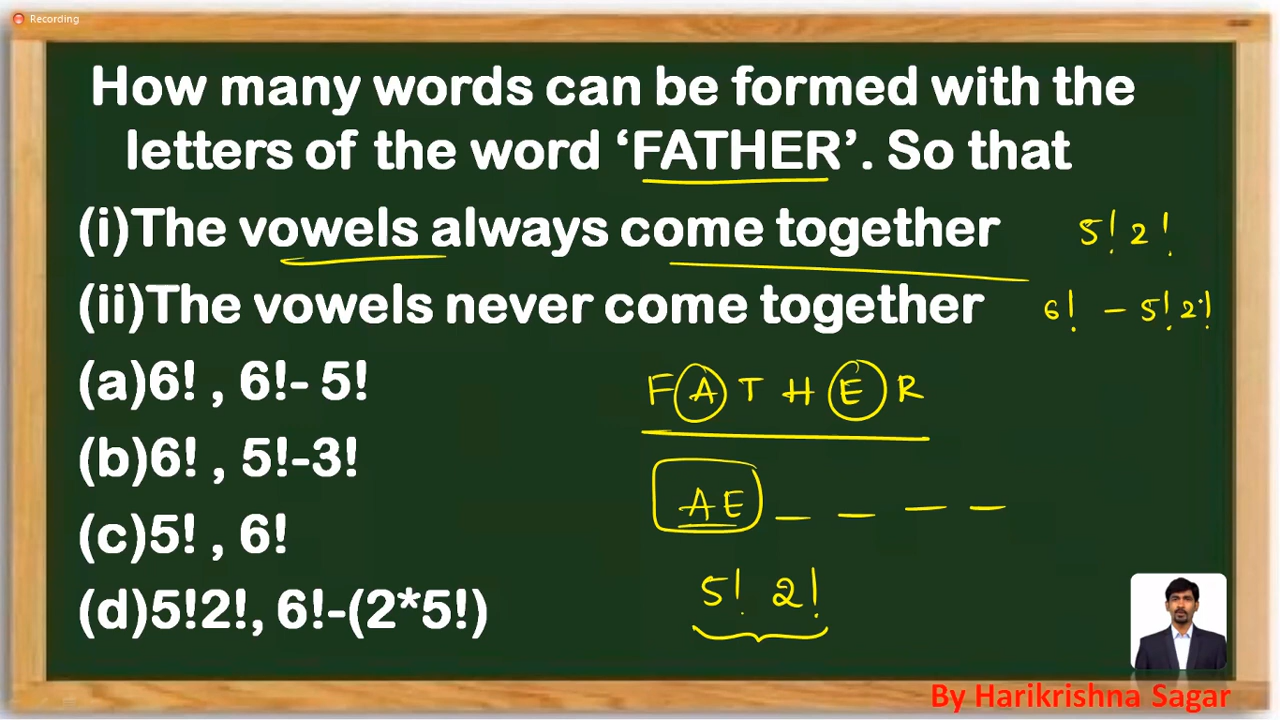 Recording
How many words can be formed with the
letters of the word ‘FATHER’. So that
(i)The vowels always come together 5! 2!
(ii)The vowels never come together 6! - 5! 2!
(a)6! , 6!- 5!
F A T H E R
(b)6! , 5!-3!
A E _ _ _ _
(c)5! , 6!
5! 2!
(d)5!2!, 6!-(2*5!)
By Harikrishna Sagar